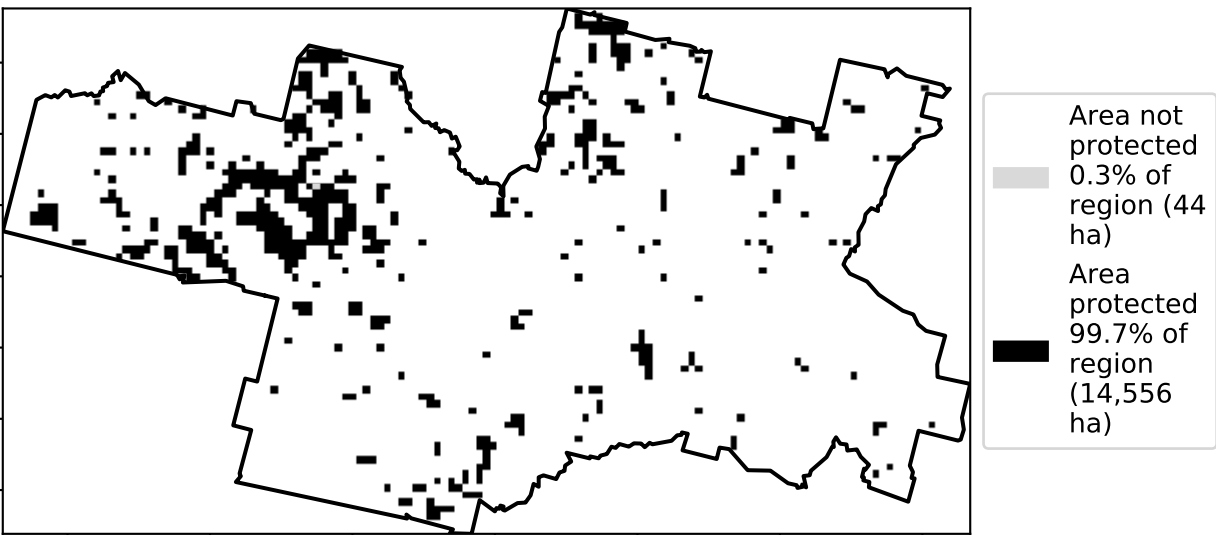 Area not
protected
0.3% of
region (44
ha)
Area
protected
99.7% of
region
(14,556
ha)